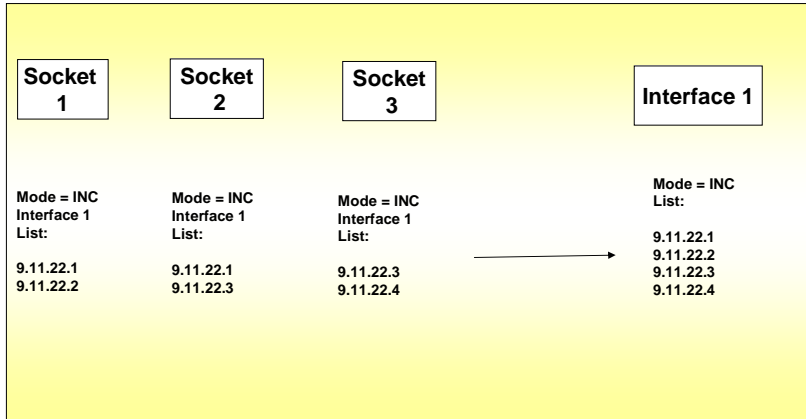 Socket
1
Socket
2
Socket
3
Interface 1
Mode = INC
Interface 1
List:
9.11.22.1
9.11.22.2
Mode = INC
Interface 1
List:
9.11.22.1
9.11.22.3
Mode = INC
Interface 1
List:
9.11.22.3
9.11.22.4
Mode = INC
List:
9.11.22.1
9.11.22.2
9.11.22.3
9.11.22.4